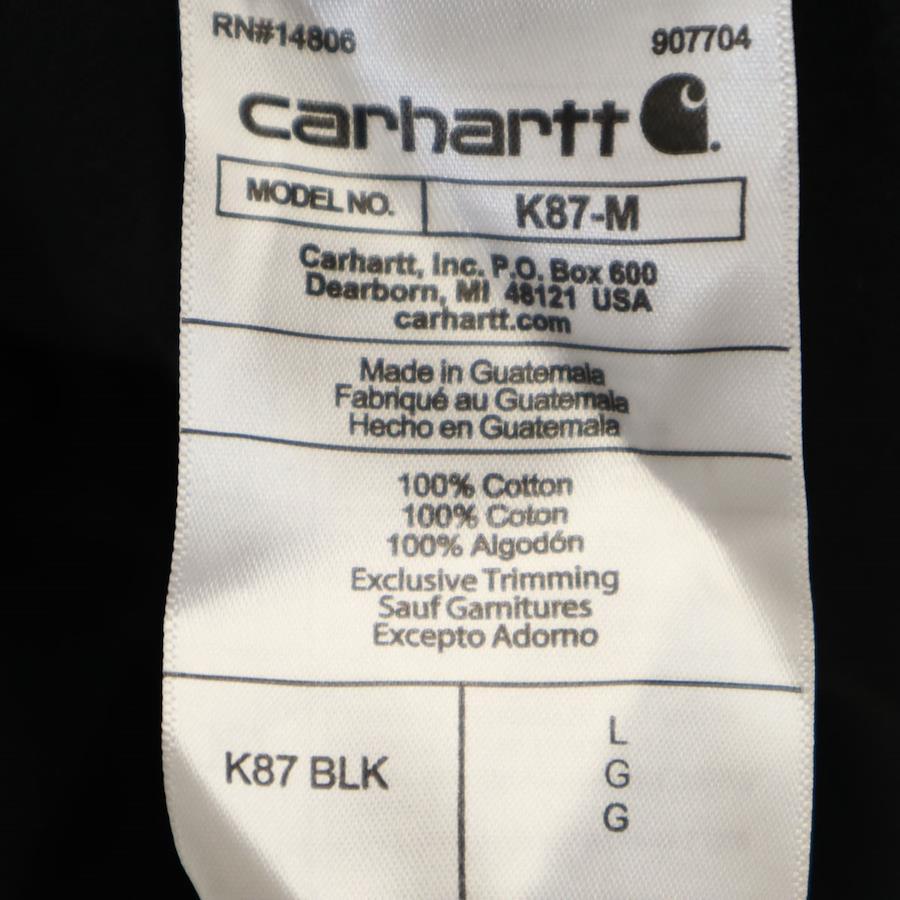 RN#14806 907704
carhartt
MODEL NO. K87-M
Carhartt, Inc. P.O. Box 600
Dearborn, MI 48121 USA
carhartt.com
Made in Guatemala
Fabriqué au Guatemala
Hecho en Guatemala
100% Cotton
100% Coton
100% Algodón
Exclusive Trimming
Sauf Garnitures
Excepto Adorno
K87 BLK
L
G
G